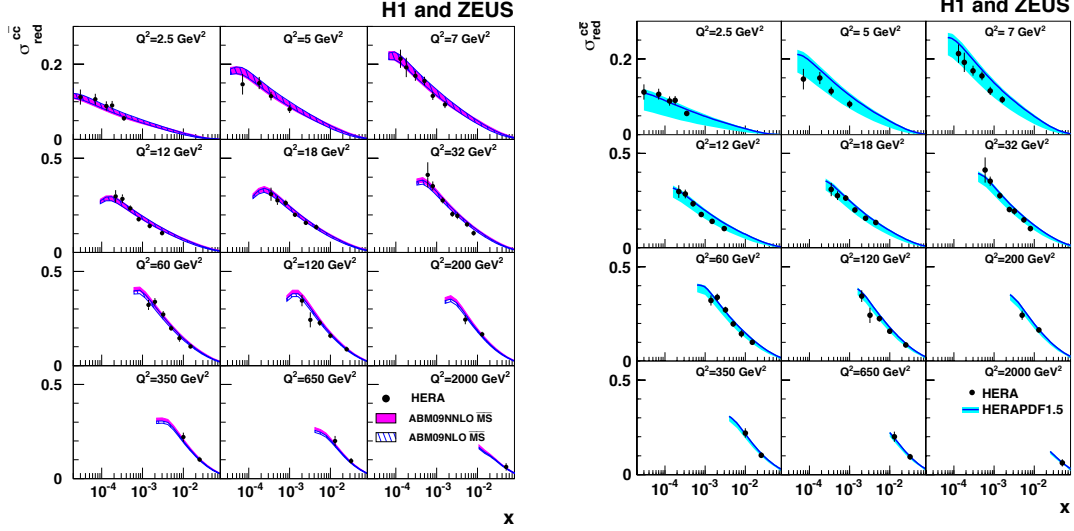 H1 and ZEUS
σ_red^cc̄
Q²=2.5 GeV²
Q²=5 GeV²
Q²=7 GeV²
0.2
0
Q²=12 GeV²
Q²=18 GeV²
Q²=32 GeV²
0.5
0
Q²=60 GeV²
Q²=120 GeV²
Q²=200 GeV²
0.5
0
Q²=350 GeV²
Q²=650 GeV²
Q²=2000 GeV²
HERA
ABM09NNLO M̅S̅
ABM09NLO M̅S̅
0.5
0
10⁻⁴ 10⁻³ 10⁻² 10⁻⁴ 10⁻³ 10⁻² 10⁻⁴ 10⁻³ 10⁻²
x
H1 and ZEUS
σ_red^cc̄
Q²=2.5 GeV²
Q²= 5 GeV²
Q²= 7 GeV²
0.2
0
Q²=12 GeV²
Q²=18 GeV²
Q²=32 GeV²
0.5
0
Q²=60 GeV²
Q²=120 GeV²
Q²=200 GeV²
0.5
0
Q²=350 GeV²
Q²=650 GeV²
Q²=2000 GeV²
HERA
HERAPDF1.5
0.5
0
10⁻⁴ 10⁻³ 10⁻² 10⁻⁴ 10⁻³ 10⁻² 10⁻⁴ 10⁻³ 10⁻²
x